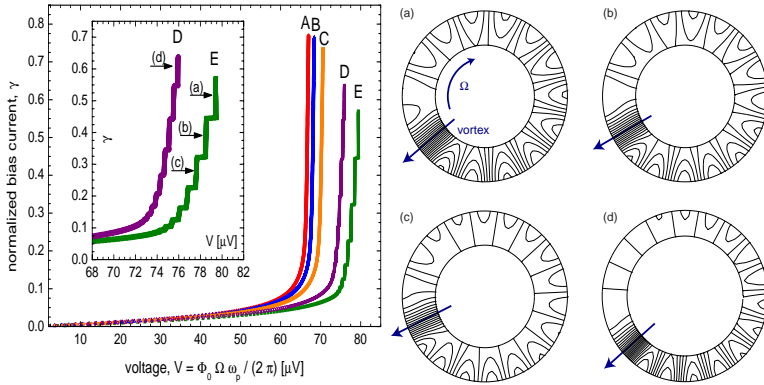 normalized bias current, γ
0.8
0.7
0.6
0.5
0.4
0.3
0.2
0.1
0.0
A B C D E
0.7
0.6
0.5
0.4
0.3
0.2
0.1
0.0
γ
D
E
(d)
(a)
(b)
(c)
V [μV]
68 70 72 74 76 78 80 82
10 20 30 40 50 60 70 80
voltage, V = Φ0 Ω ωp / (2 π) [μV]
(a)
Ω
vortex
(b)
(c)
(d)